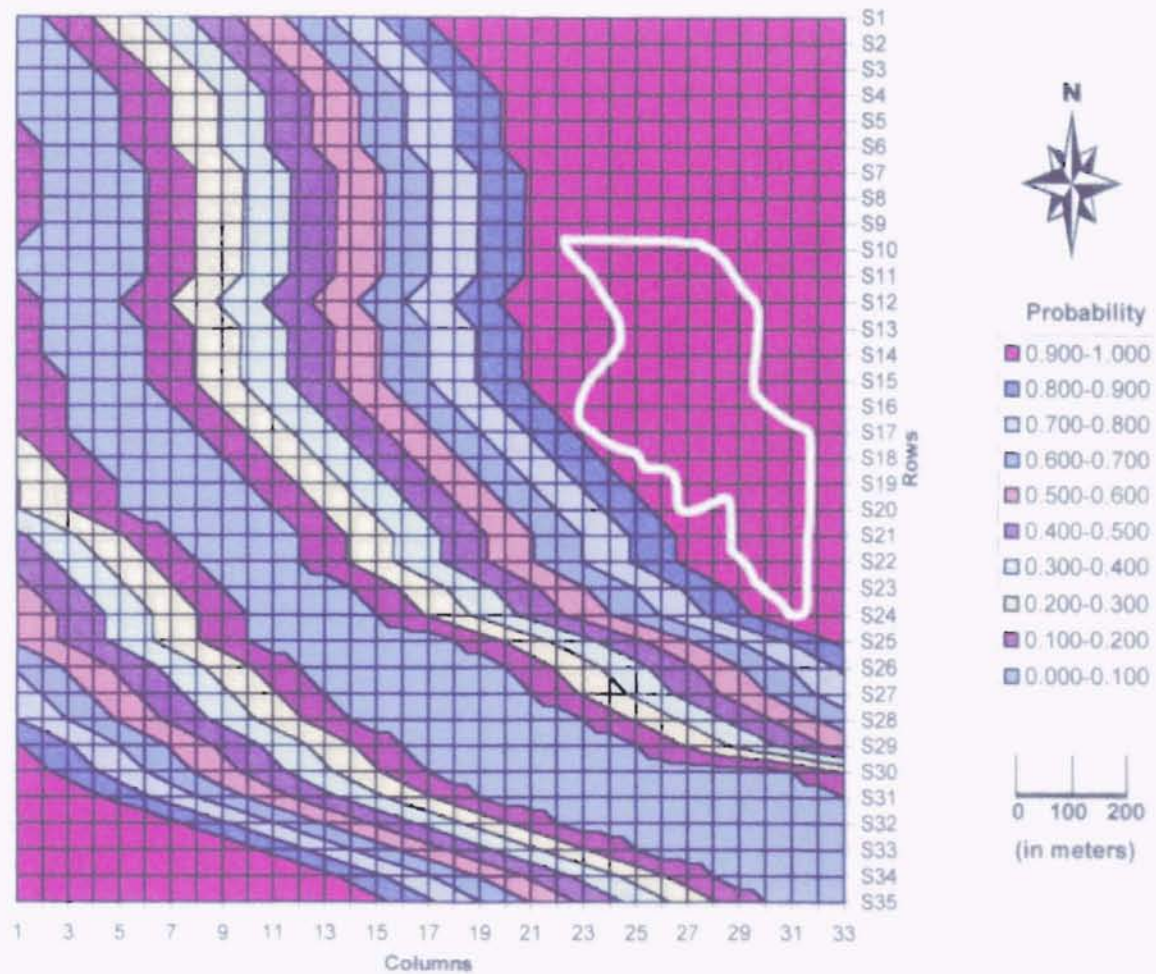 S1
S2
S3
S4
S5
S6
S7
S8
S9
S10
S11
S12
S13
S14
S15
S16
S17
S18
S19
S20
S21
S22
S23
S24
S25
S26
S27
S28
S29
S30
S31
S32
S33
S34
S35
Rows
1 3 5 7 9 11 13 15 17 19 21 23 25 27 29 31 33
Columns
N
Probability
0.900-1.000
0.800-0.900
0.700-0.800
0.600-0.700
0.500-0.600
0.400-0.500
0.300-0.400
0.200-0.300
0.100-0.200
0.000-0.100
0 100 200
(in meters)